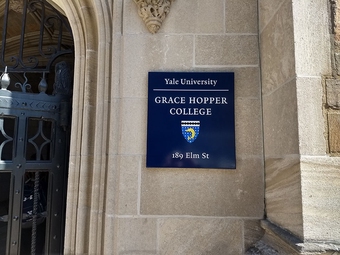 Yale University
GRACE HOPPER
COLLEGE
189 Elm St